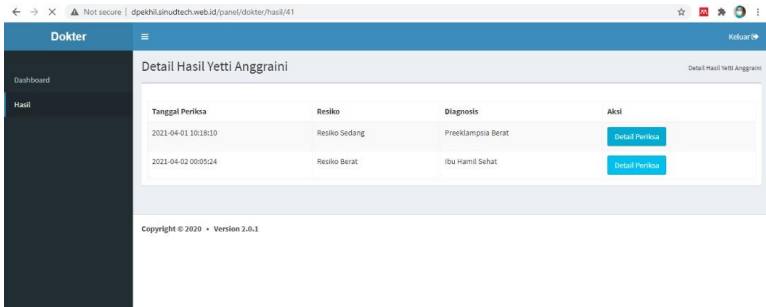 Not secure | dpekhil.sinudtech.web.id/panel/dokter/hasil/41
Dokter
Keluar
Dashboard
Hasil
Detail Hasil Yetti Anggraini
Detail Hasil Yetti Anggraini
Tanggal Periksa Resiko Diagnosis Aksi
2021-04-01 10:18:10 Resiko Sedang Preeklampsia Berat Detail Periksa
2021-04-02 00:05:24 Resiko Berat Ibu Hamil Sehat Detail Periksa
Copyright © 2020 • Version 2.0.1